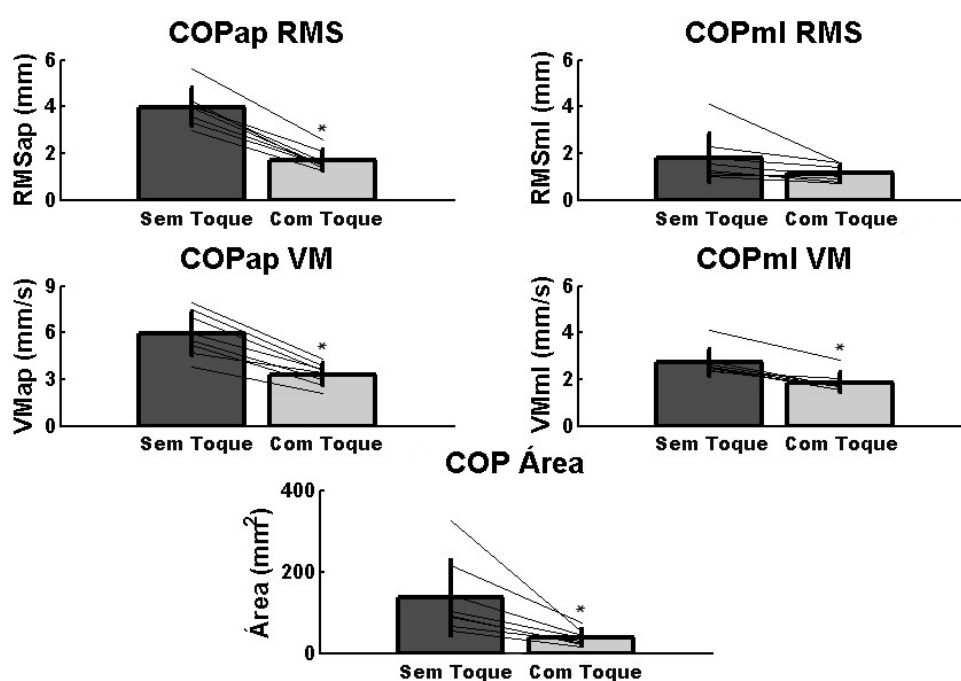 COPap RMS
RMSap (mm)
6
4
2
0
*
Sem Toque Com Toque
COPml RMS
RMSml (mm)
6
4
2
0
Sem Toque Com Toque
COPap VM
VMap (mm/s)
9
6
3
0
*
Sem Toque Com Toque
COPml VM
VMml (mm/s)
6
4
2
0
*
Sem Toque Com Toque
COP Área
Área (mm²)
400
200
0
*
Sem Toque Com Toque